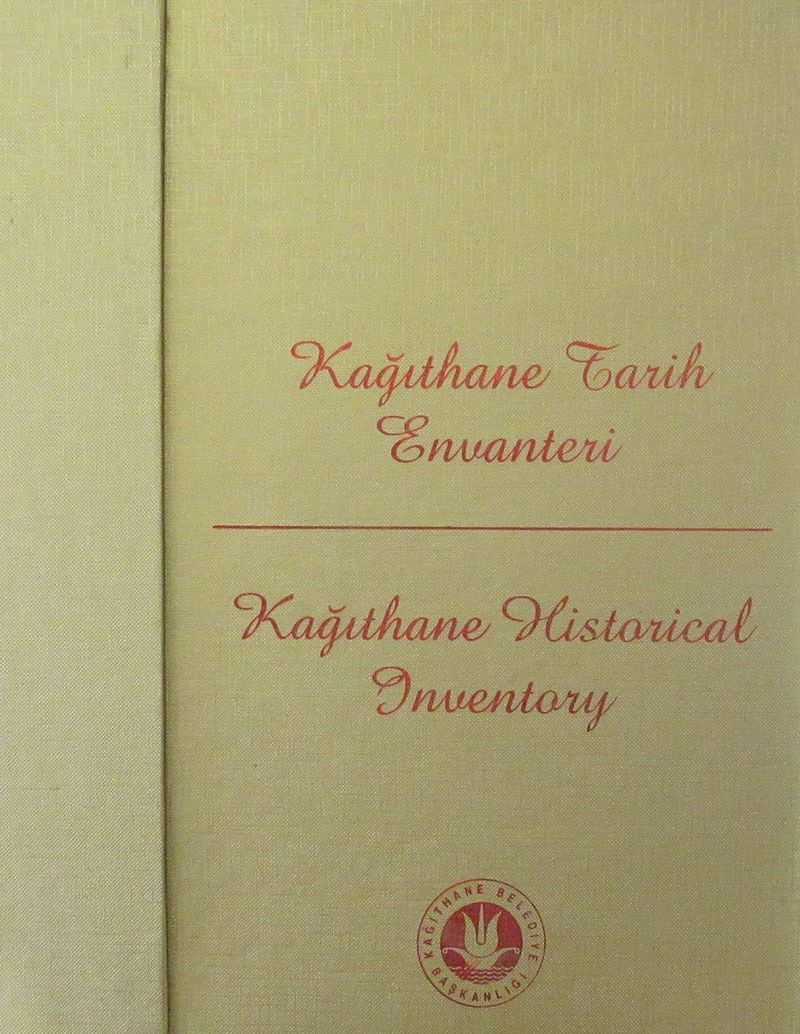 Kağıthane Tarih
Envanteri
Kağıthane Historical
Inventory
KAĞITHANE BELEDİYE
BAŞKANLIĞI